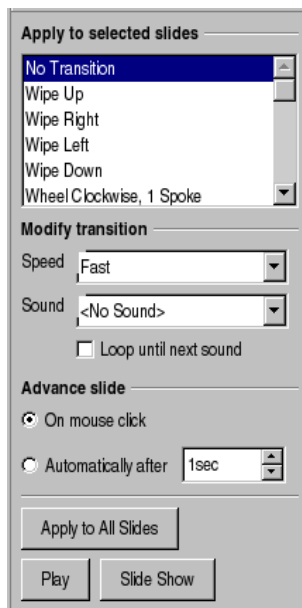 Apply to selected slides
No Transition
Wipe Up
Wipe Right
Wipe Left
Wipe Down
Wheel Clockwise, 1 Spoke
Modify transition
Speed Fast
Sound <No Sound>
Loop until next sound
Advance slide
On mouse click
Automatically after 1sec
Apply to All Slides
Play Slide Show